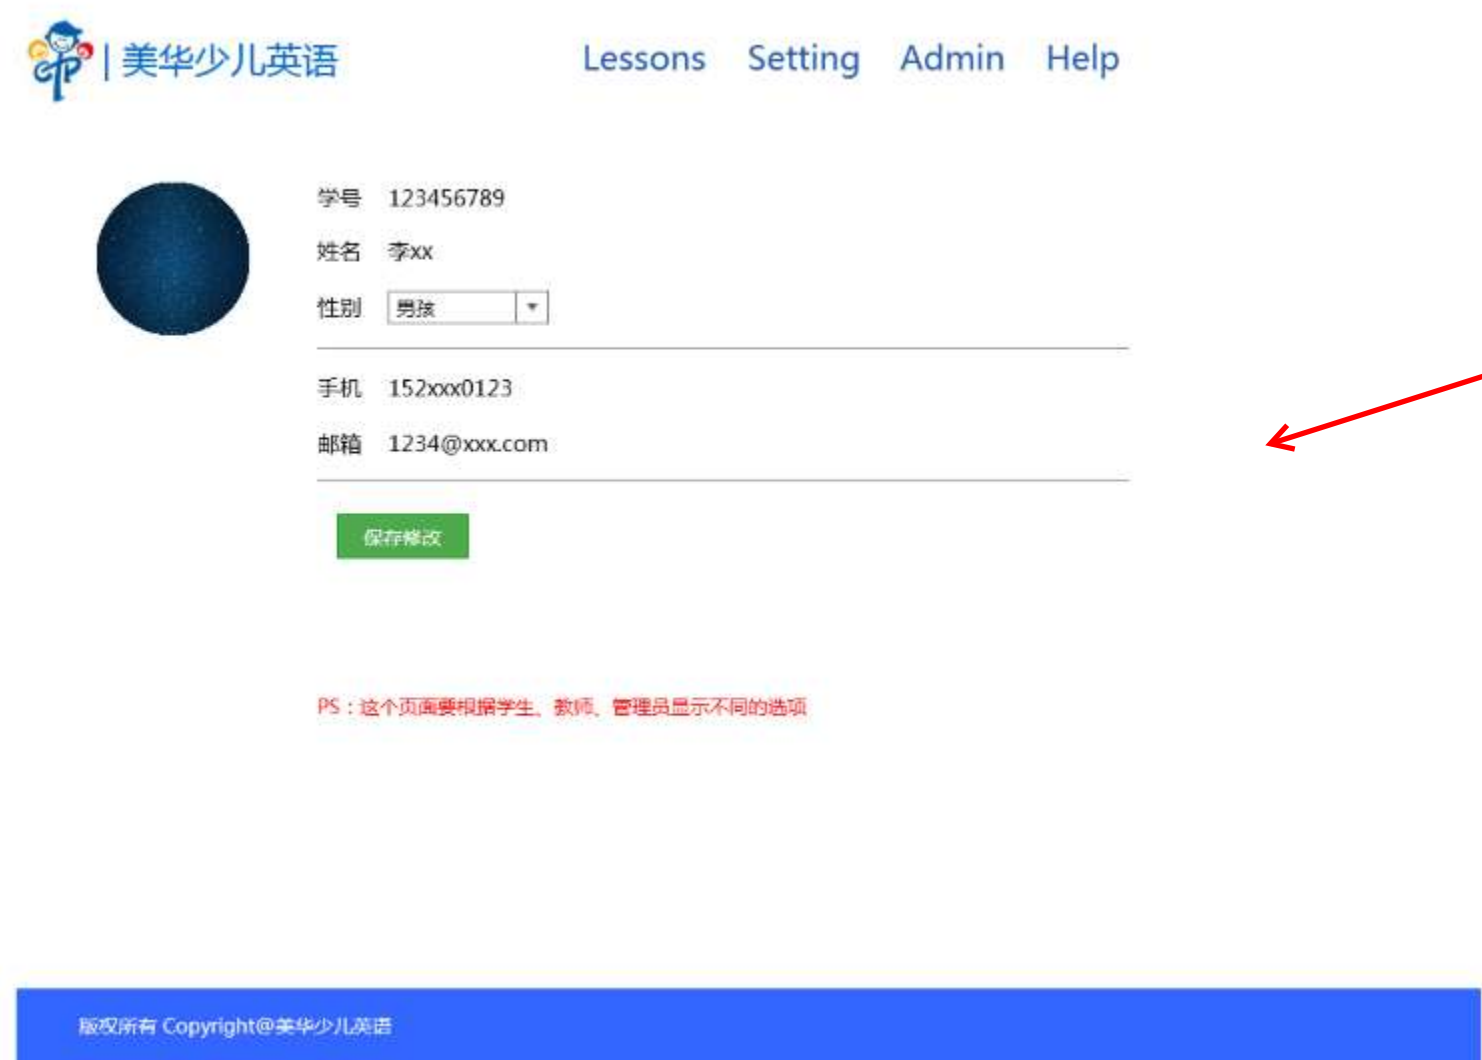 | 美华少儿英语
Lessons Setting Admin Help
学号 123456789
姓名 李xx
性别 男孩
手机 152xxx0123
邮箱 1234@xxx.com
保存修改
PS：这个页面要根据学生、教师、管理员显示不同的选项
版权所有 Copyright@美华少儿英语